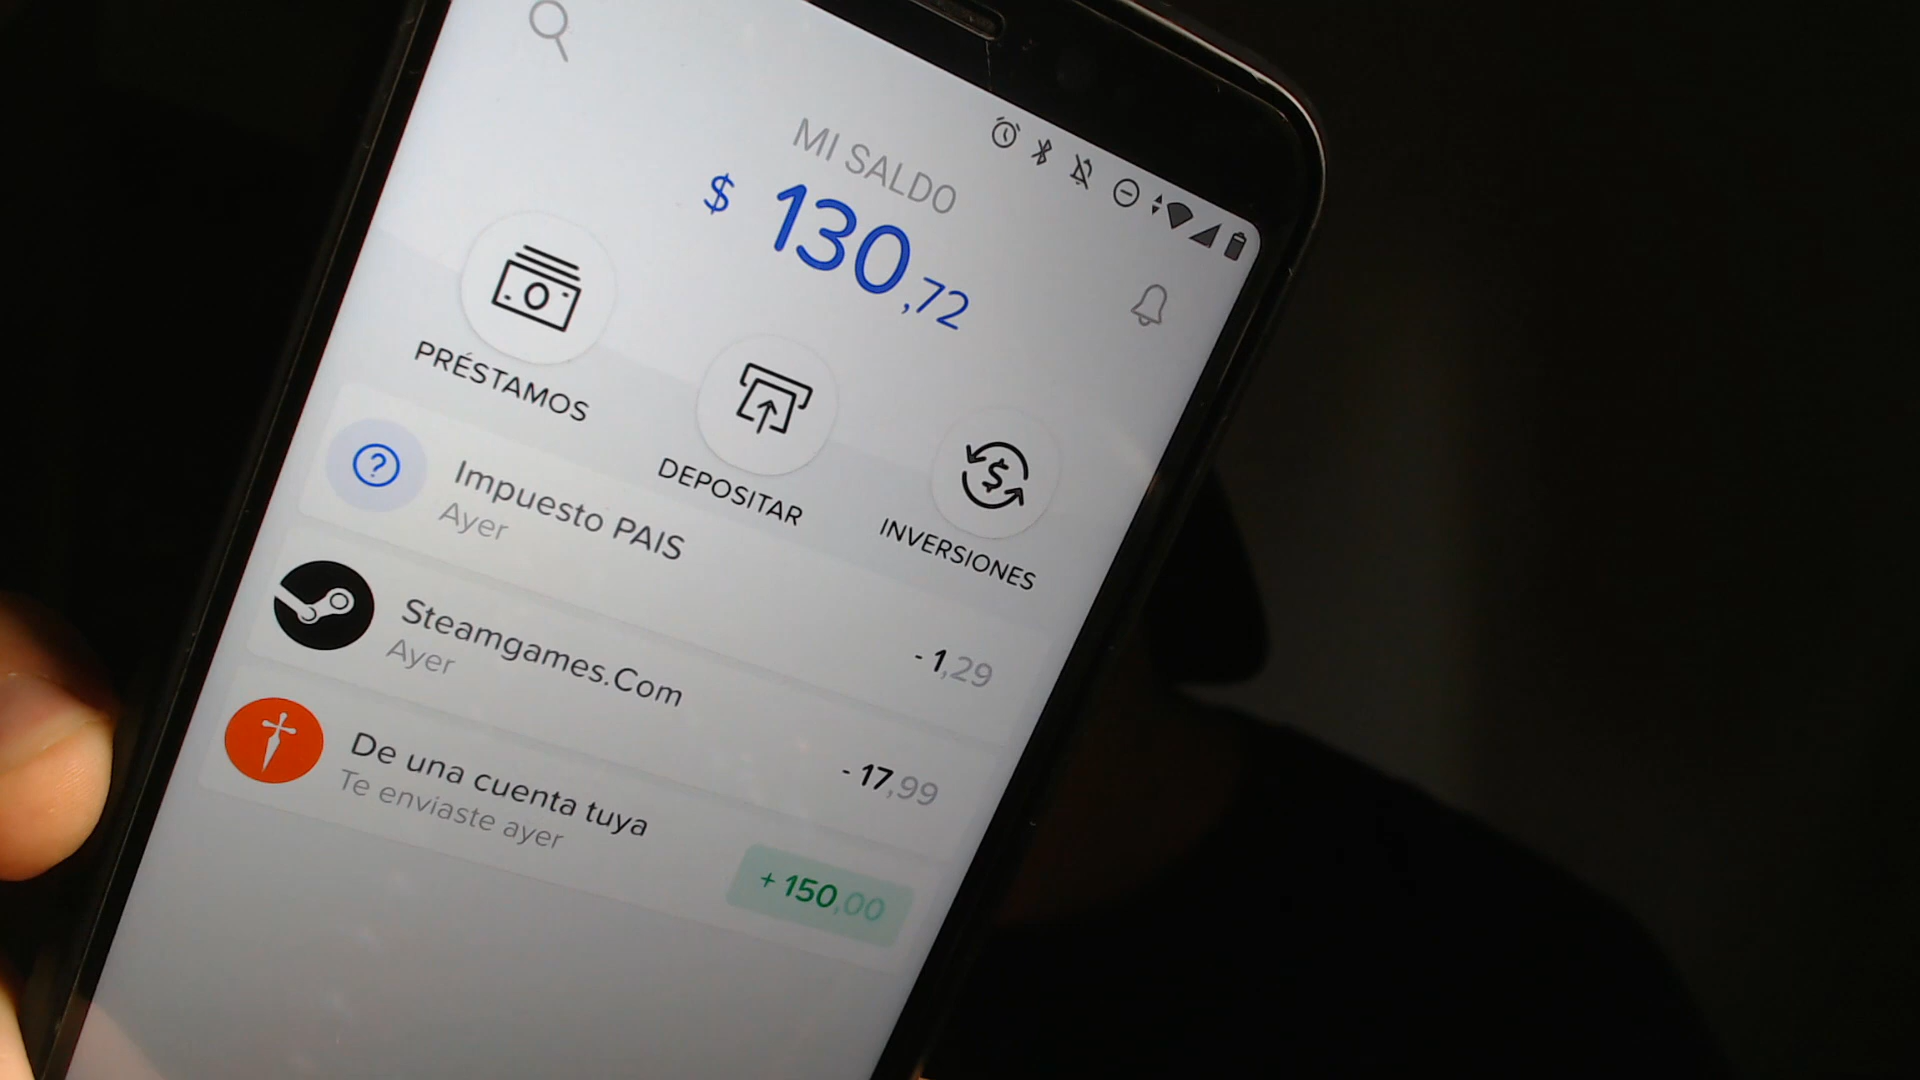 MI SALDO
$ 130,72
PRÉSTAMOS
DEPOSITAR
INVERSIONES
Impuesto PAIS
Ayer
- 1,29
Steamgames.Com
Ayer
- 17,99
De una cuenta tuya
Te enviaste ayer
+ 150,00